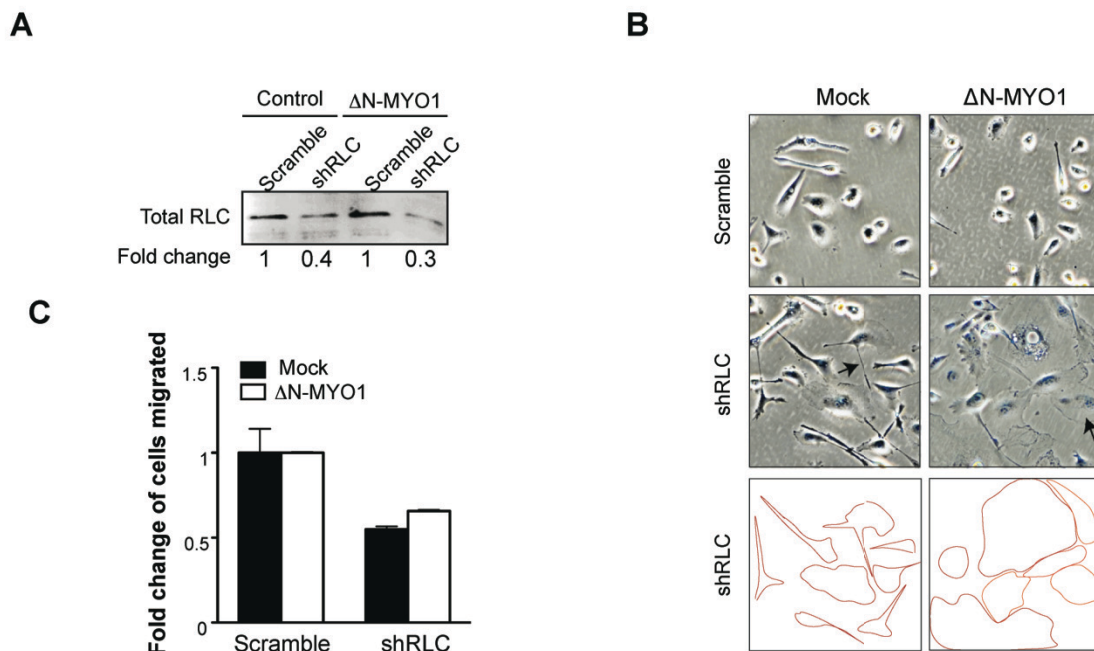 A
Control ΔN-MYO1
Scramble shRLC Scramble shRLC
Total RLC
Fold change 1 0.4 1 0.3
B
Mock ΔN-MYO1
Scramble
shRLC
shRLC
C
Fold change of cells migrated
1.5
1
0.5
0
Mock
ΔN-MYO1
Scramble shRLC